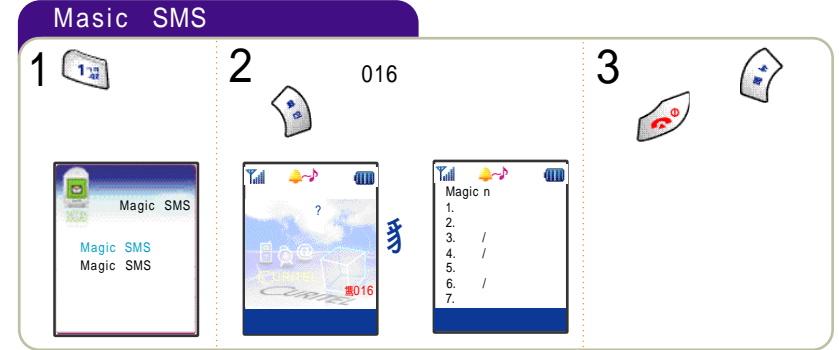 Masic SMS
1
2
016
3
Magic SMS
Magic SMS
Magic SMS
?
@
CURITEL
CURITEL
016
Magic n
1.
2.
3. /
4. /
5.
6. /
7.